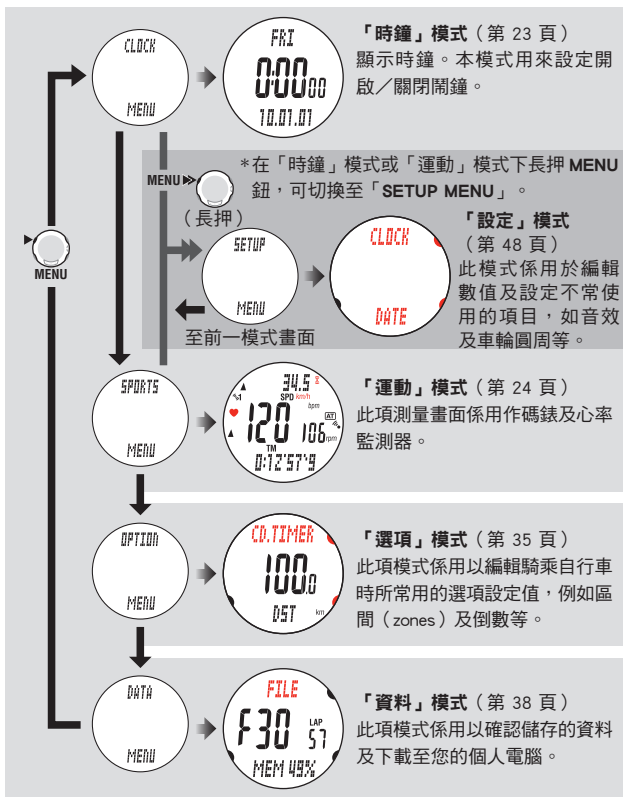 CLOCK
MENU
FRI
0:00 00
10.01.01
「時鐘」模式（第 23 頁）
顯示時鐘。本模式用來設定開
啟／關閉鬧鐘。
MENU
（長押）
*在「時鐘」模式或「運動」模式下長押 MENU
鈕，可切換至「SETUP MENU」。
MENU
SETUP
MENU
至前一模式畫面
CLOCK
DATE
「設定」模式
（第 48 頁）
此模式係用於編輯
數值及設定不常使
用的項目，如音效
及車輪圓周等。
SPORTS
MENU
34.5
SPD km/h
bpm
120
AT
106 rpm
TM
0:12'57"9
「運動」模式（第 24 頁）
此項測量畫面係用作碼錶及心率
監測器。
OPTION
MENU
CD.TIMER
100.0
DST km
「選項」模式（第 35 頁）
此項模式係用以編輯騎乘自行車
時所常用的選項設定值，例如區
間（zones）及倒數等。
DATA
MENU
FILE
F30 LAP 57
MEM 49%
「資料」模式（第 38 頁）
此項模式係用以確認儲存的資料
及下載至您的個人電腦。